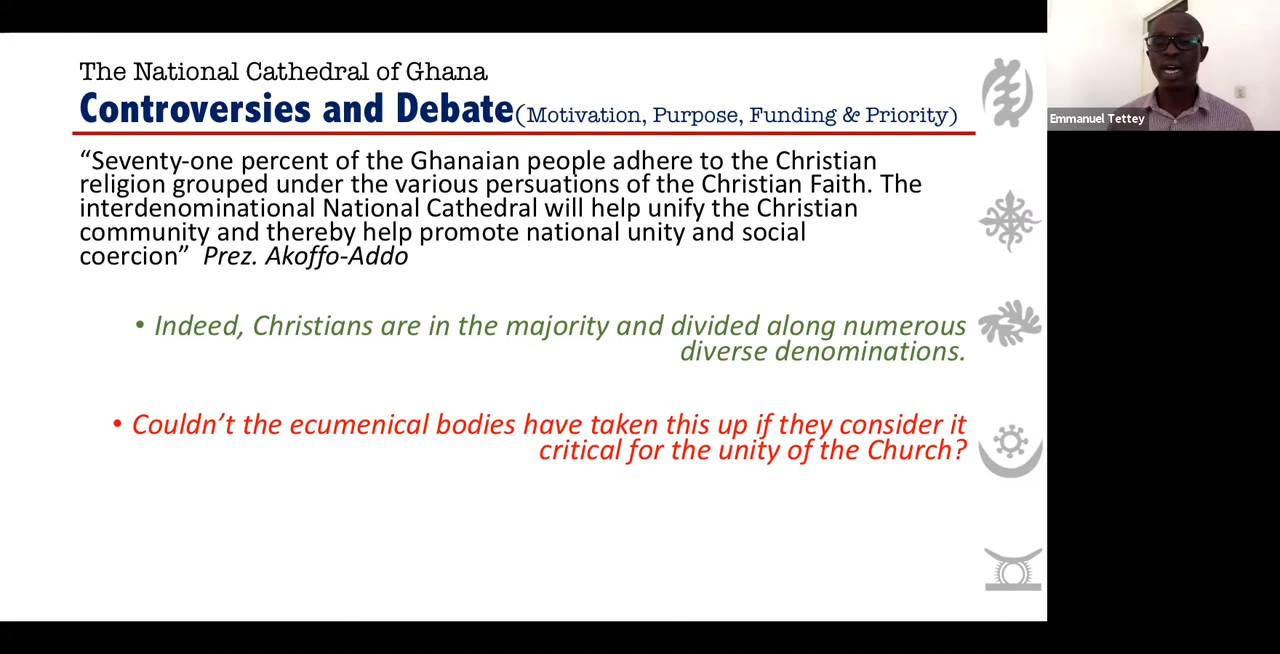 The National Cathedral of Ghana
Controversies and Debate(Motivation, Purpose, Funding & Priority)
“Seventy-one percent of the Ghanaian people adhere to the Christian
religion grouped under the various persuations of the Christian Faith. The
interdenominational National Cathedral will help unify the Christian
community and thereby help promote national unity and social
coercion” Prez. Akoffo-Addo
• Indeed, Christians are in the majority and divided along numerous
diverse denominations.
• Couldn’t the ecumenical bodies have taken this up if they consider it
critical for the unity of the Church?
Emmanuel Tettey